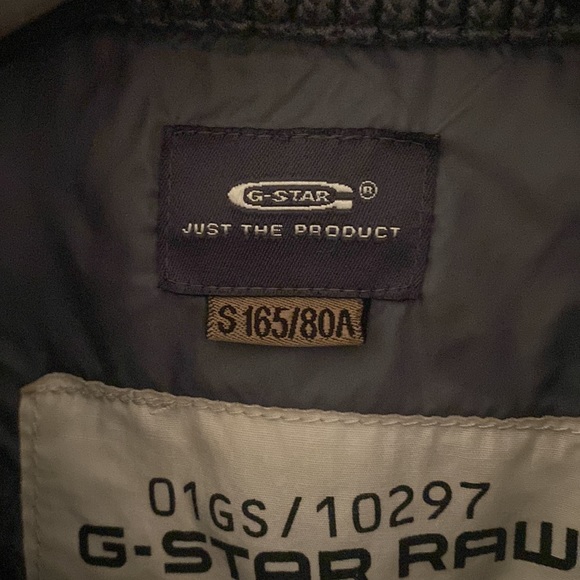 G-STAR ®
JUST THE PRODUCT
S 165/80A
01GS/10297
G-STAR RAW